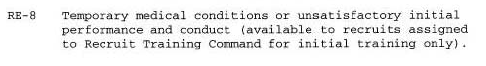 RE-8 Temporary medical conditions or unsatisfactory initial
performance and conduct (available to recruits assigned
to Recruit Training Command for initial training only).